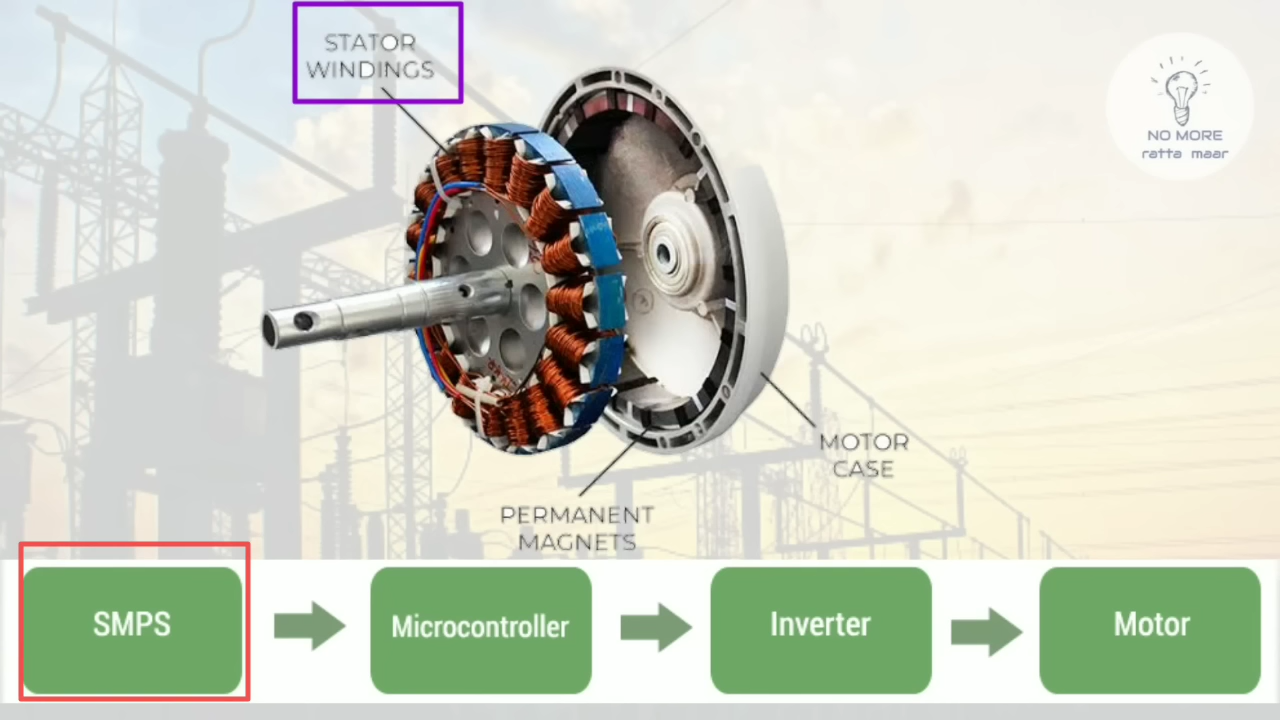 STATOR
WINDINGS
NO MORE
ratta maar
MOTOR
CASE
PERMANENT
MAGNETS
SMPS
Microcontroller
Inverter
Motor